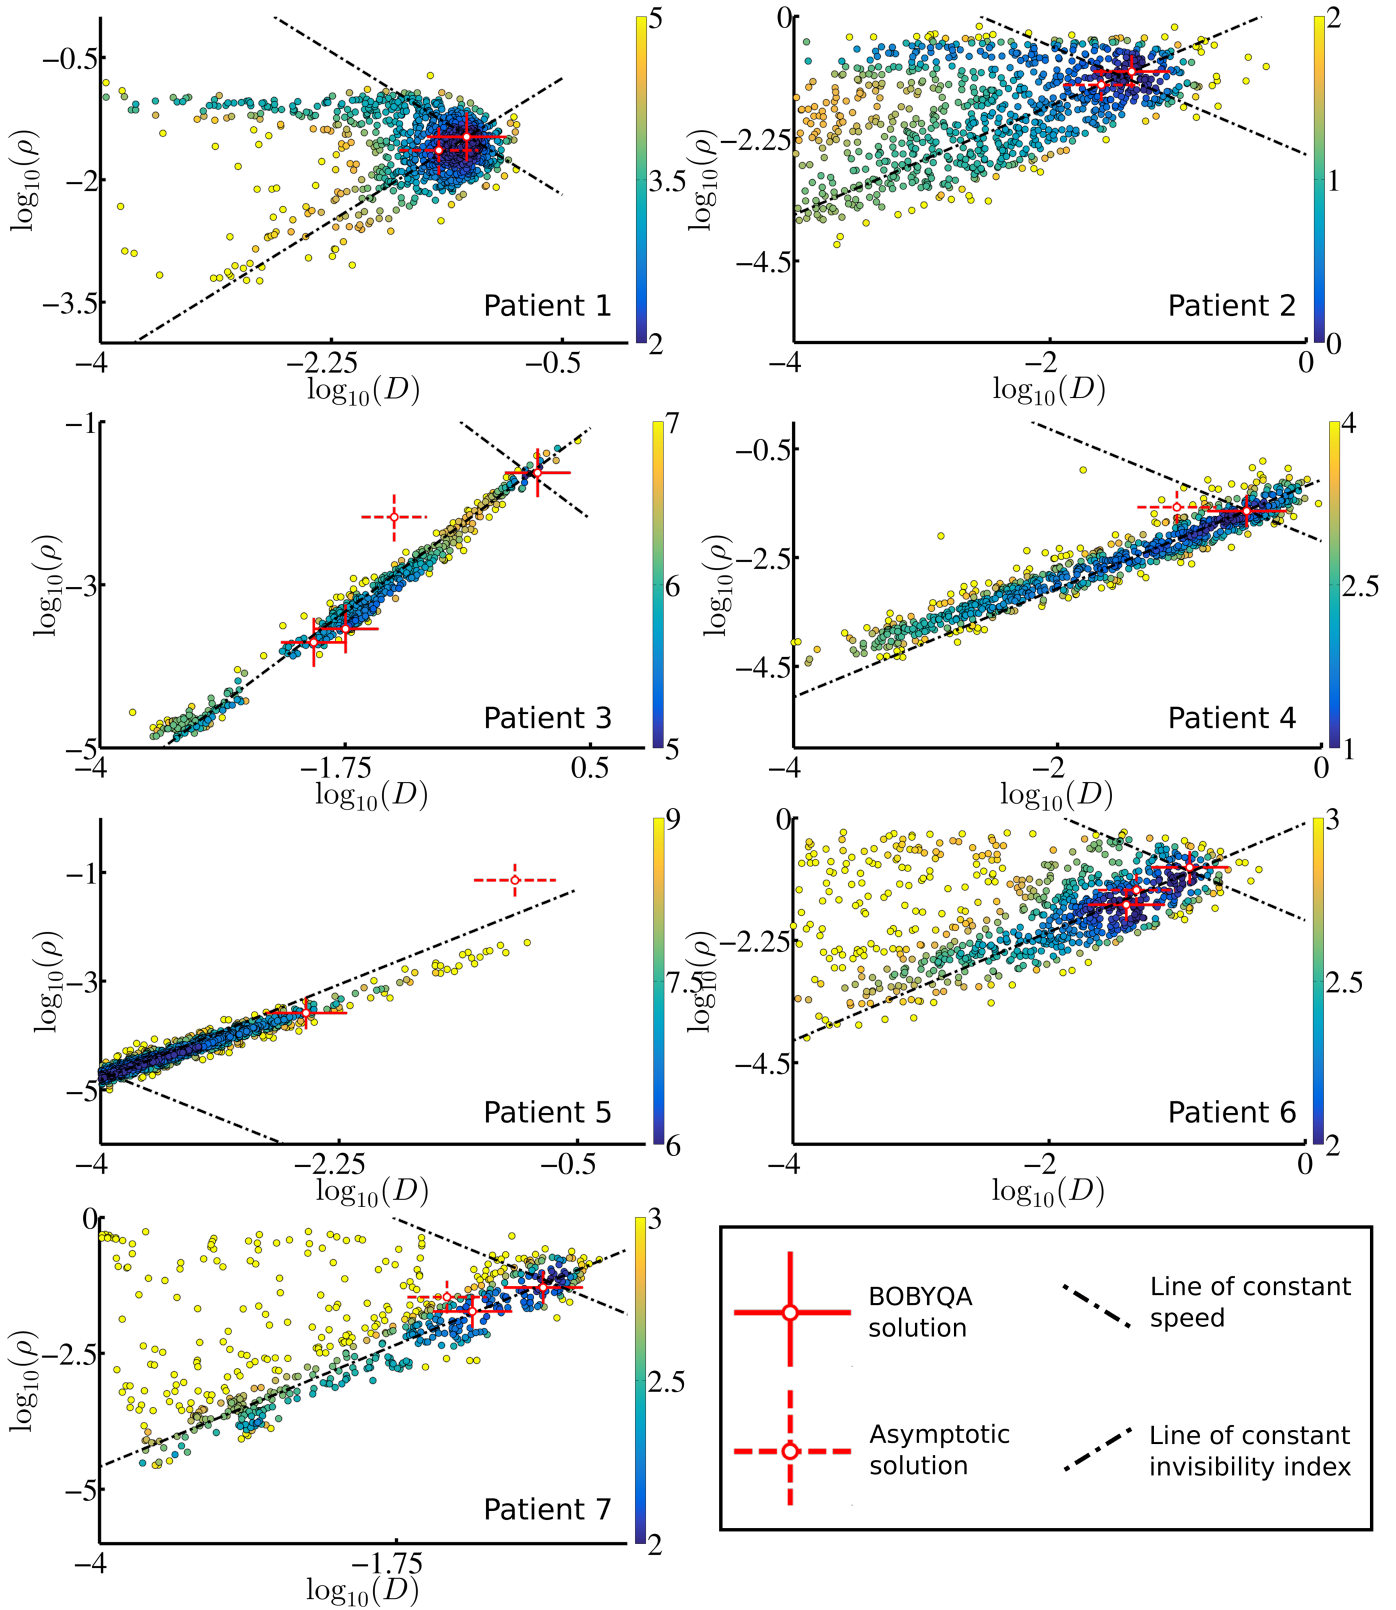 −0.5
−2
−3.5
log10(ρ)
−4
−2.25
−0.5
log10(D)
Patient 1
5
3.5
2
0
−2.25
−4.5
log10(ρ)
−4
−2
0
log10(D)
Patient 2
2
1
0
−1
−3
−5
log10(ρ)
−4
−1.75
0.5
log10(D)
Patient 3
7
6
5
−0.5
−2.5
−4.5
log10(ρ)
−4
−2
0
log10(D)
Patient 4
4
2.5
1
−1
−3
−5
log10(ρ)
−4
−2.25
−0.5
log10(D)
Patient 5
9
7.5
6
0
−2.25
−4.5
log10(ρ)
−4
−2
0
log10(D)
Patient 6
3
2.5
2
0
−2.5
−5
log10(ρ)
−4
−1.75
log10(D)
Patient 7
3
2.5
2
BOBYQA
solution
Line of constant
speed
Asymptotic
solution
Line of constant
invisibility index